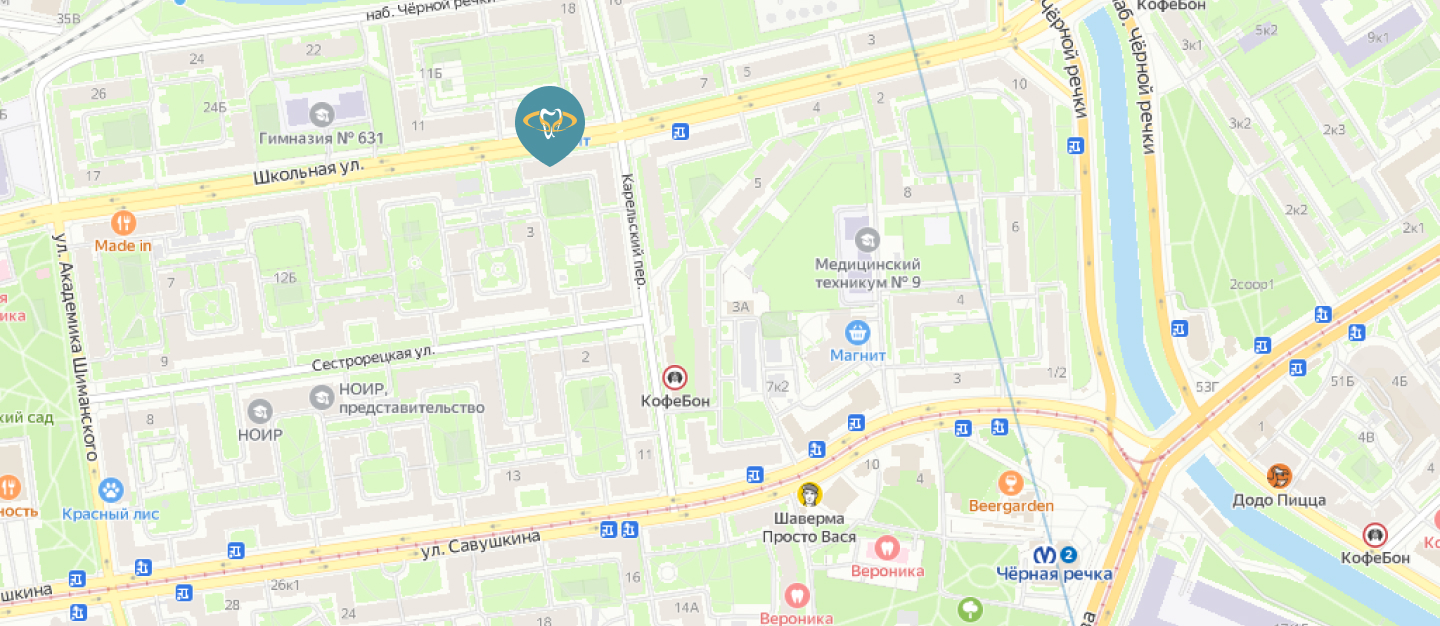 35В
наб. Чёрной речки
18
16
КофеБон
24
22
3
5к2
9к1
3к1
26
24Б
11Б
7
5
10
Чёрной речки
наб. Чёрной речки
Гимназия № 631
11
4
2
3к2
2к3
17
Школьная ул.
Made in
3
5
8
6
2к2
2к1
Карельский пер.
Медицинский
техникум № 9
7
12Б
ул. Академика Шиманского
3А
4
2соор1
Магнит
9
Сестрорецкая ул.
2
НОИР,
представительство
КофеБон
7к2
3
1/2
53Г
51Б
4Б
8
НОИР
11
1
4В
4
13
10
4
Красный лис
Шаверма
Просто Вася
Beergarden
Додо Пицца
ул. Савушкина
Вероника
2
Чёрная речка
КофеБон
26к1
28
24
16
18
14А
Вероника